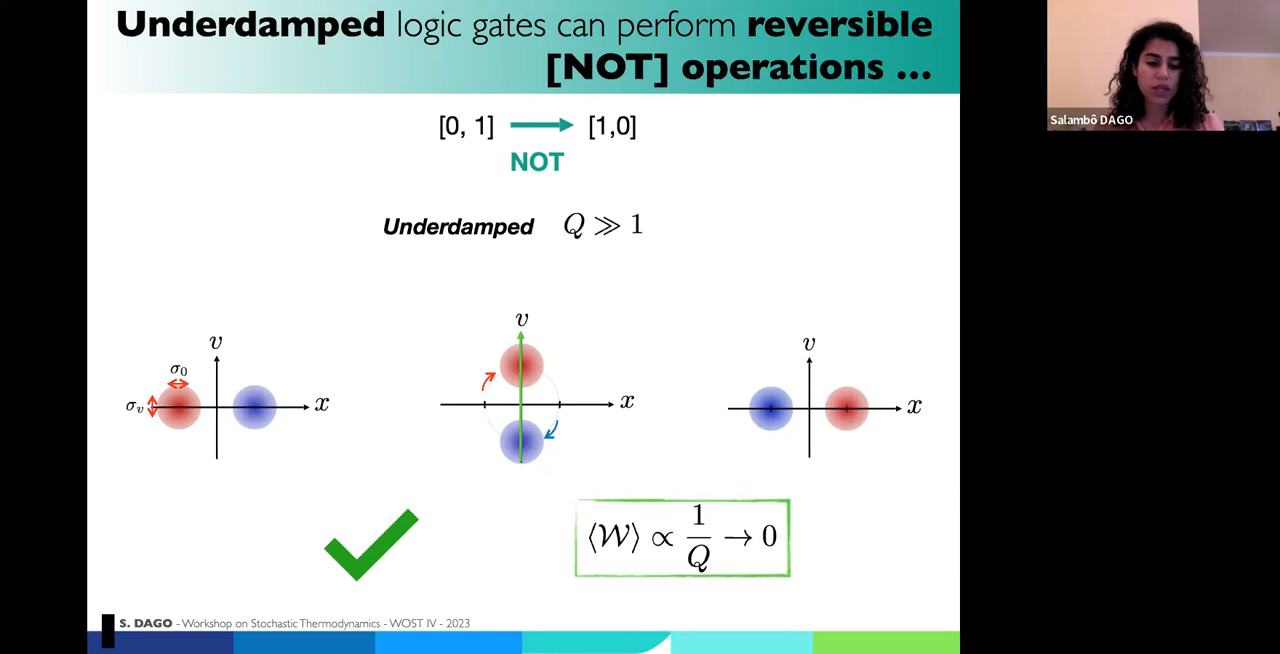 Underdamped logic gates can perform reversible
[NOT] operations ...
Salambô DAGO
[0, 1] → [1,0]
NOT
Underdamped Q ≫ 1
v
σ₀
σᵥ
x
v
x
v
x
⟨𝒲⟩ ∝ 1/Q → 0
S. DAGO - Workshop on Stochastic Thermodynamics - WOST IV - 2023